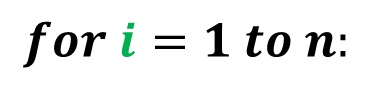 for i = 1 to n: